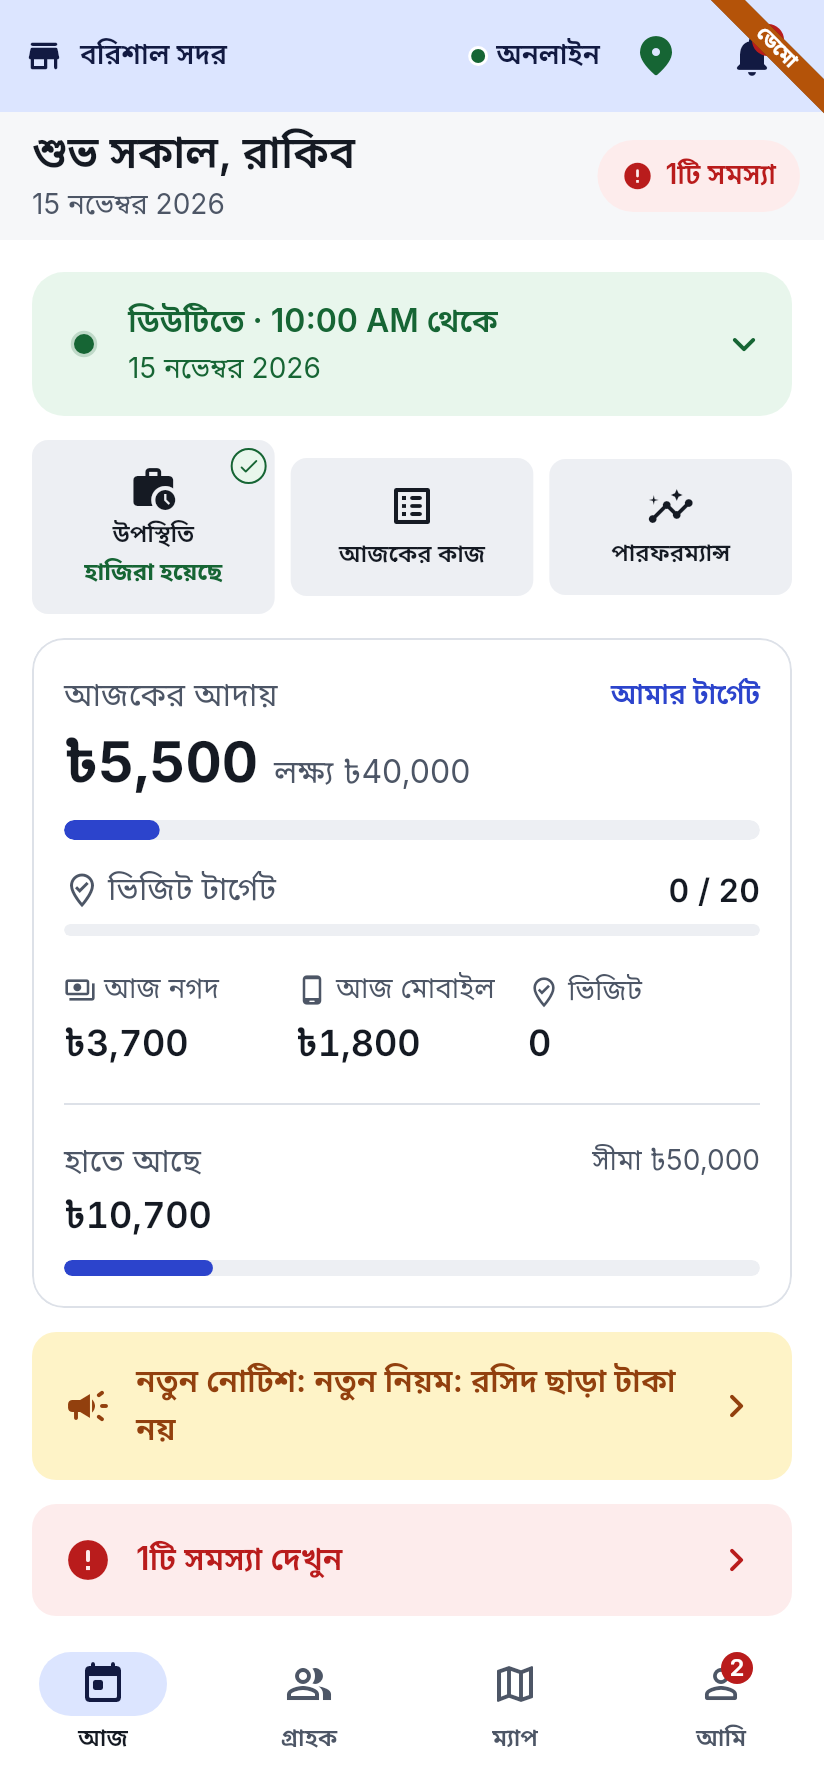 বরিশাল সদর
অনলাইন
ডেমো
শুভ সকাল, রাকিব
15 নভেম্বর 2026
1টি সমস্যা
ডিউটিতে · 10:00 AM থেকে
15 নভেম্বর 2026
উপস্থিতি
হাজিরা হয়েছে
আজকের কাজ
পারফরম্যান্স
আজকের আদায়
আমার টার্গেট
৳5,500 লক্ষ্য ৳40,000
ভিজিট টার্গেট
0 / 20
আজ নগদ
৳3,700
আজ মোবাইল
৳1,800
ভিজিট
0
হাতে আছে
সীমা ৳50,000
৳10,700
নতুন নোটিশ: নতুন নিয়ম: রসিদ ছাড়া টাকা
নয়
1টি সমস্যা দেখুন
আজ
গ্রাহক
ম্যাপ
2
আমি